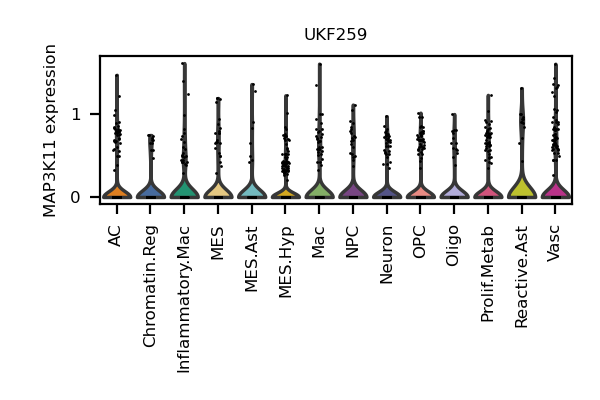 UKF259
MAP3K11 expression
1
0
AC
Chromatin.Reg
Inflammatory.Mac
MES
MES.Ast
MES.Hyp
Mac
NPC
Neuron
OPC
Oligo
Prolif.Metab
Reactive.Ast
Vasc